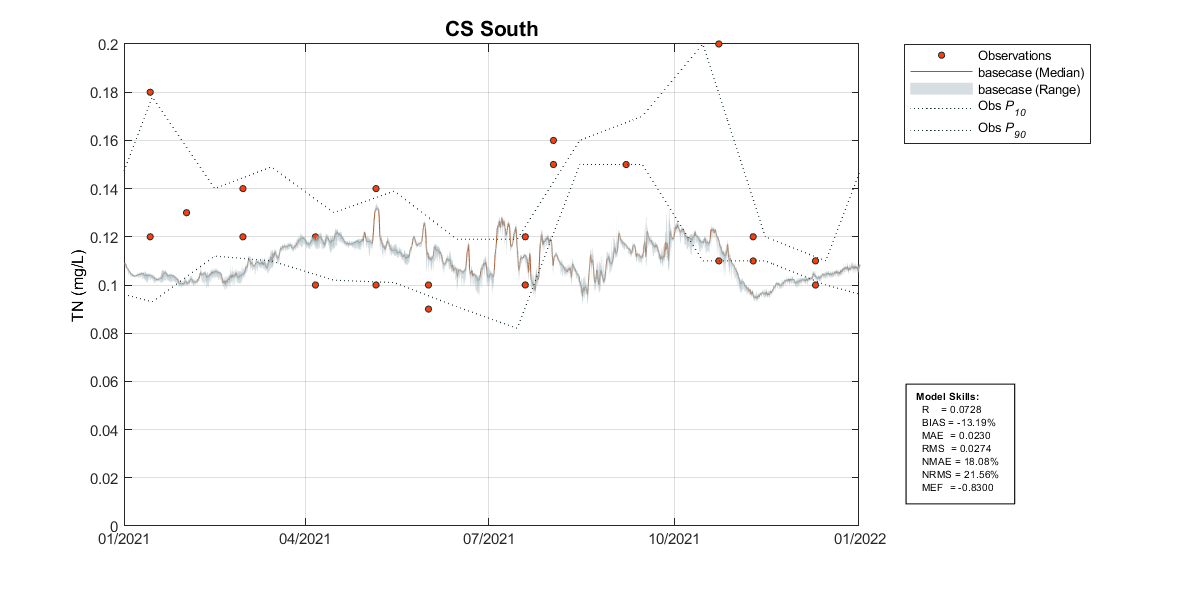 CS South
0.2
0.18
0.16
0.14
0.12
0.1
0.08
0.06
0.04
0.02
0
TN (mg/L)
01/2021
04/2021
07/2021
10/2021
01/2022
Observations
basecase (Median)
basecase (Range)
Obs P10
Obs P90
Model Skills:
R = 0.0728
BIAS = -13.19%
MAE = 0.0230
RMS = 0.0274
NMAE = 18.08%
NRMS = 21.56%
MEF = -0.8300